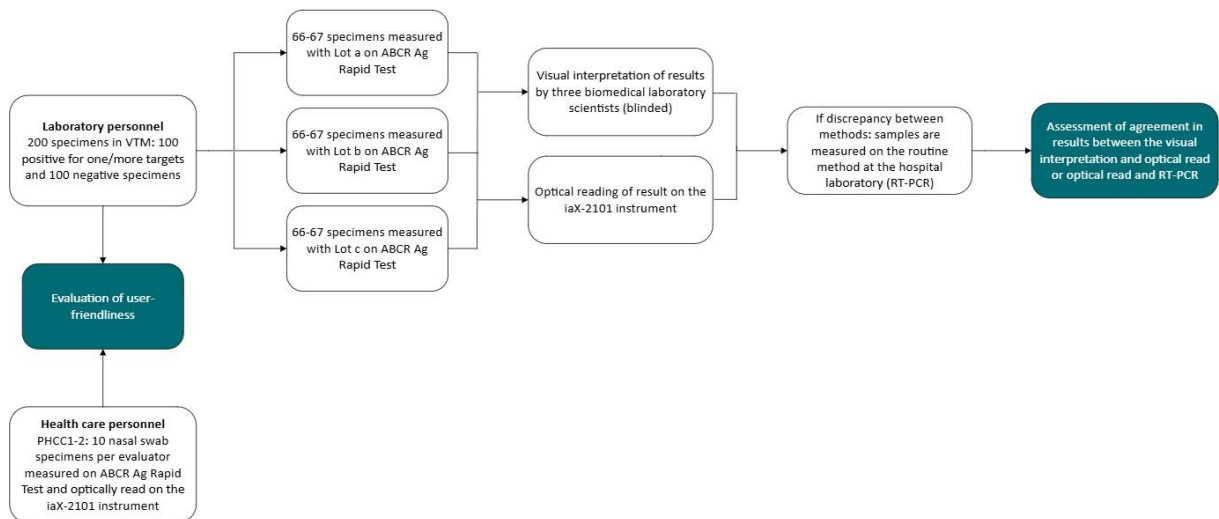 66-67 specimens measured
with Lot a on ABCR Ag
Rapid Test
Laboratory personnel
200 specimens in VTM: 100
positive for one/more targets
and 100 negative specimens
66-67 specimens measured
with Lot b on ABCR Ag
Rapid Test
66-67 specimens measured
with Lot c on ABCR Ag
Rapid Test
Visual interpretation of results
by three biomedical laboratory
scientists (blinded)
Optical reading of result on the
iaX-2101 instrument
If discrepancy between
methods: samples are
measured on the routine
method at the hospital
laboratory (RT-PCR)
Assessment of agreement in
results between the visual
interpretation and optical read
or optical read and RT-PCR
Evaluation of user-
friendliness
Health care personnel
PHCC1-2: 10 nasal swab
specimens per evaluator
measured on ABCR Ag Rapid
Test and optically read on the
iaX-2101 instrument